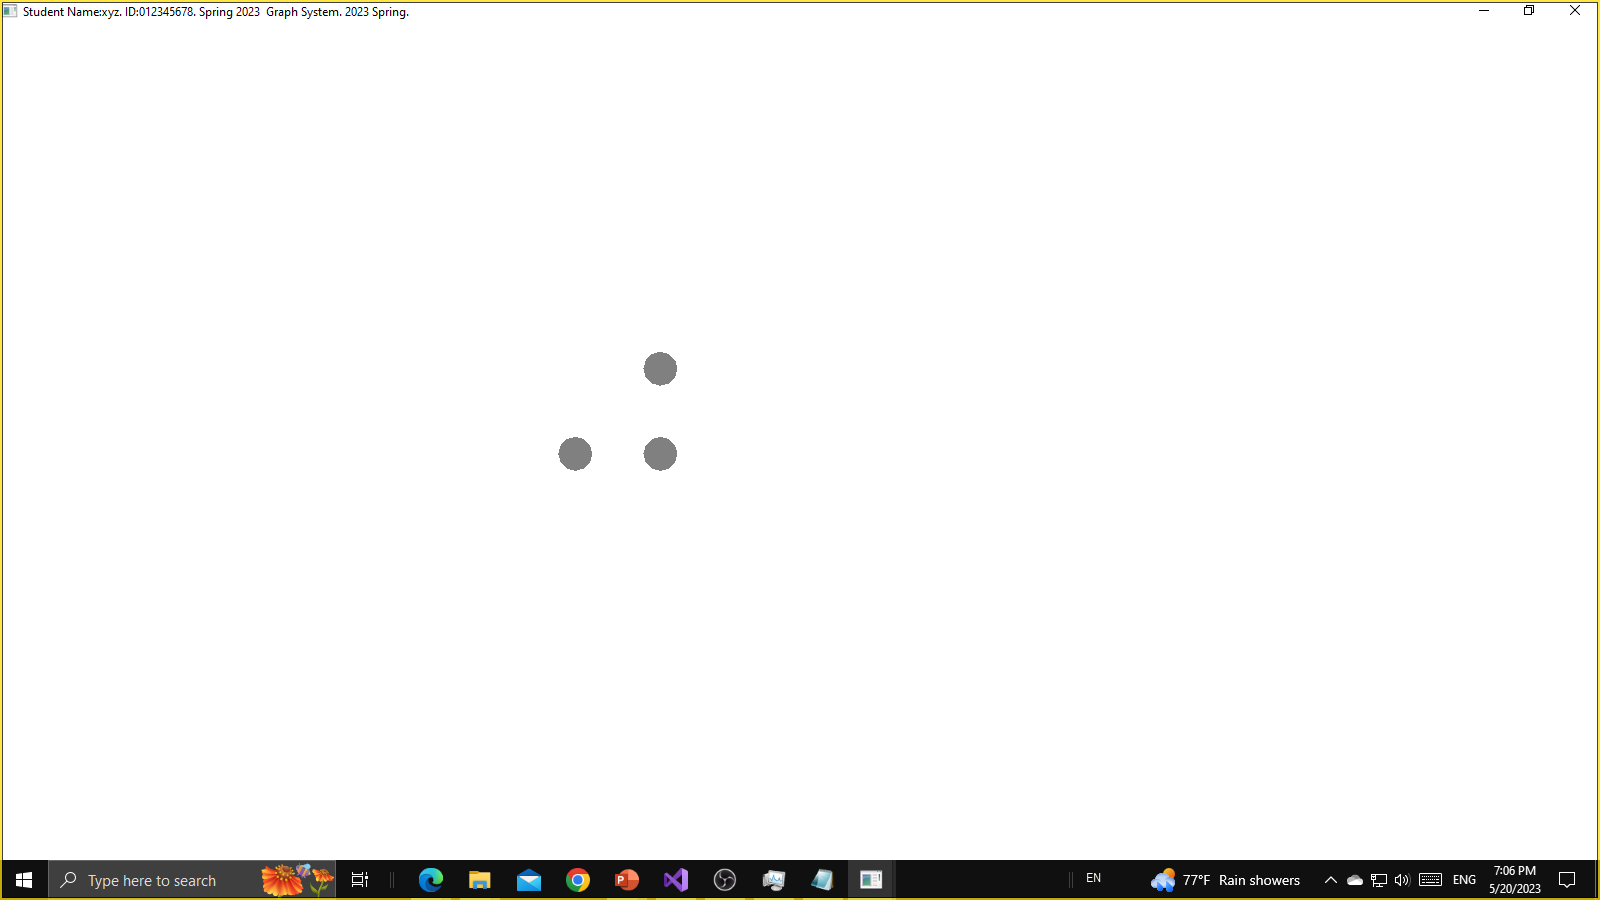 Student Name:xyz. ID:012345678. Spring 2023  Graph System. 2023 Spring.
Type here to search
EN
77°F Rain showers
ENG
7:06 PM
5/20/2023